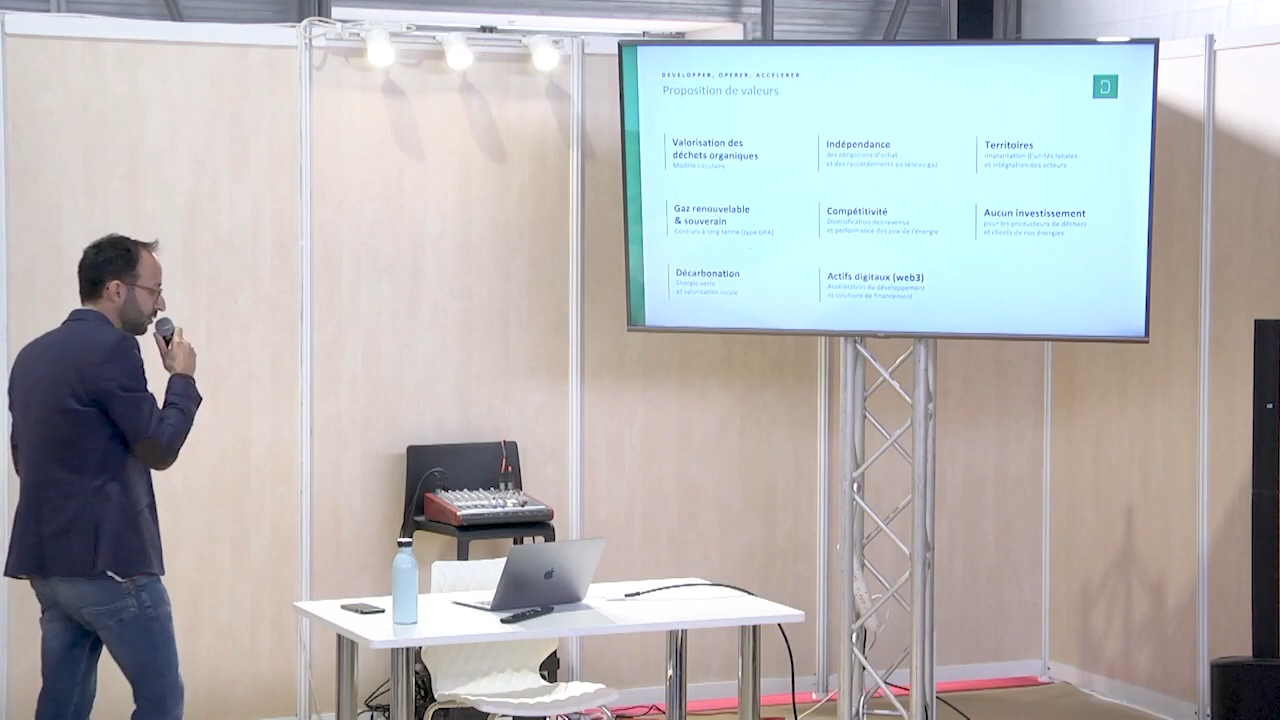 DEVELOPPER, OPERER, ACCELERER
Proposition de valeurs
Valorisation des
déchets organiques
Modèle circulaire
Indépendance
des obligations d'achat
et des raccordements au réseau gaz
Territoires
Implantation d'unités locales
et intégration des acteurs
Gaz renouvelable
& souverain
Contrats à long terme (type GPA)
Compétitivité
Diversification des revenus
et performance des prix de l'énergie
Aucun investissement
pour les producteurs de déchets
et clients de nos énergies
Décarbonation
Energie verte
et valorisation locale
Actifs digitaux (web3)
Accélération du développement
et solutions de financement